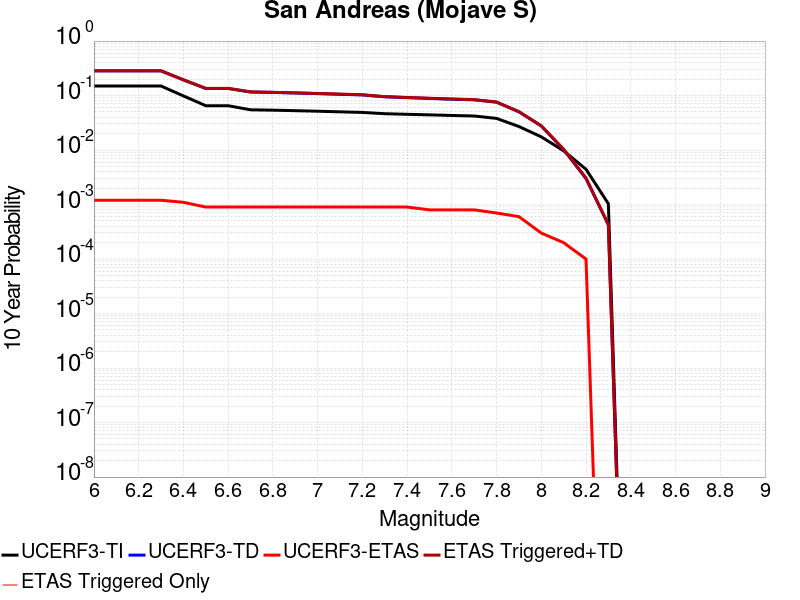 San Andreas (Mojave S)
10 0
10 -1
10 -2
10 -3
10 -4
10 -5
10 -6
10 -7
10 -8
10 Year Probability
6 6.2 6.4 6.6 6.8 7 7.2 7.4 7.6 7.8 8 8.2 8.4 8.6 8.8 9
Magnitude
UCERF3-TI UCERF3-TD UCERF3-ETAS ETAS Triggered+TD
ETAS Triggered Only